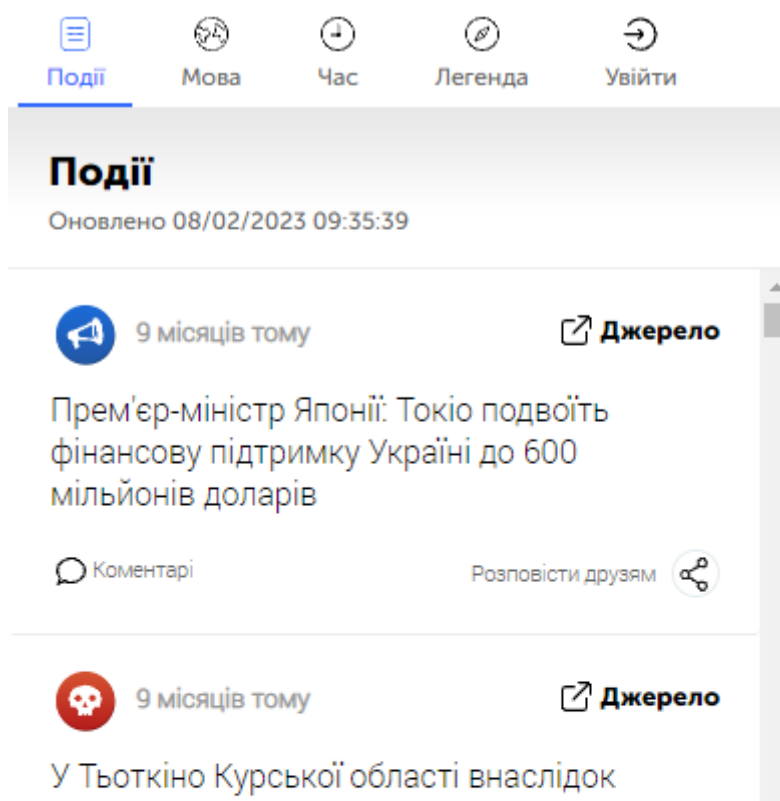 Події Мова Час Легенда Увійти
Події
Оновлено 08/02/2023 09:35:39
9 місяців тому Джерело
Прем'єр-міністр Японії: Токіо подвоїть
фінансову підтримку Україні до 600
мільйонів доларів
Коментарі Розповісти друзям
9 місяців тому Джерело
У Тьоткіно Курської області внаслідок